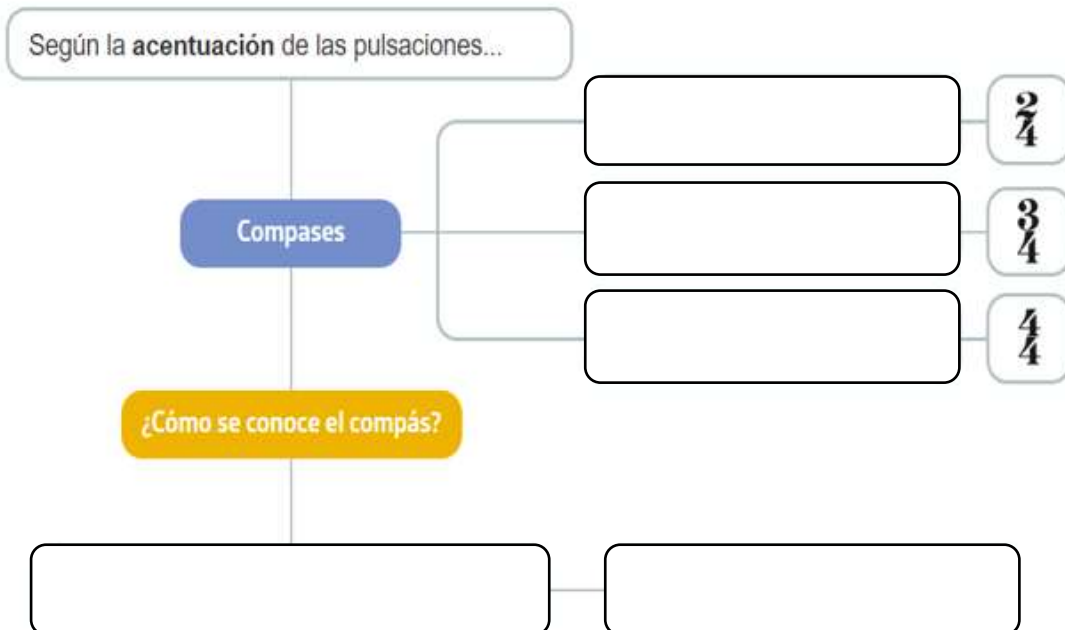 Según la acentuación de las pulsaciones...
2
4
Compases
3
4
4
4
¿Cómo se conoce el compás?